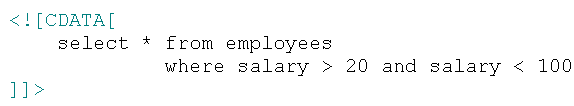 <![CDATA[
select * from employees
where salary > 20 and salary < 100
]]>